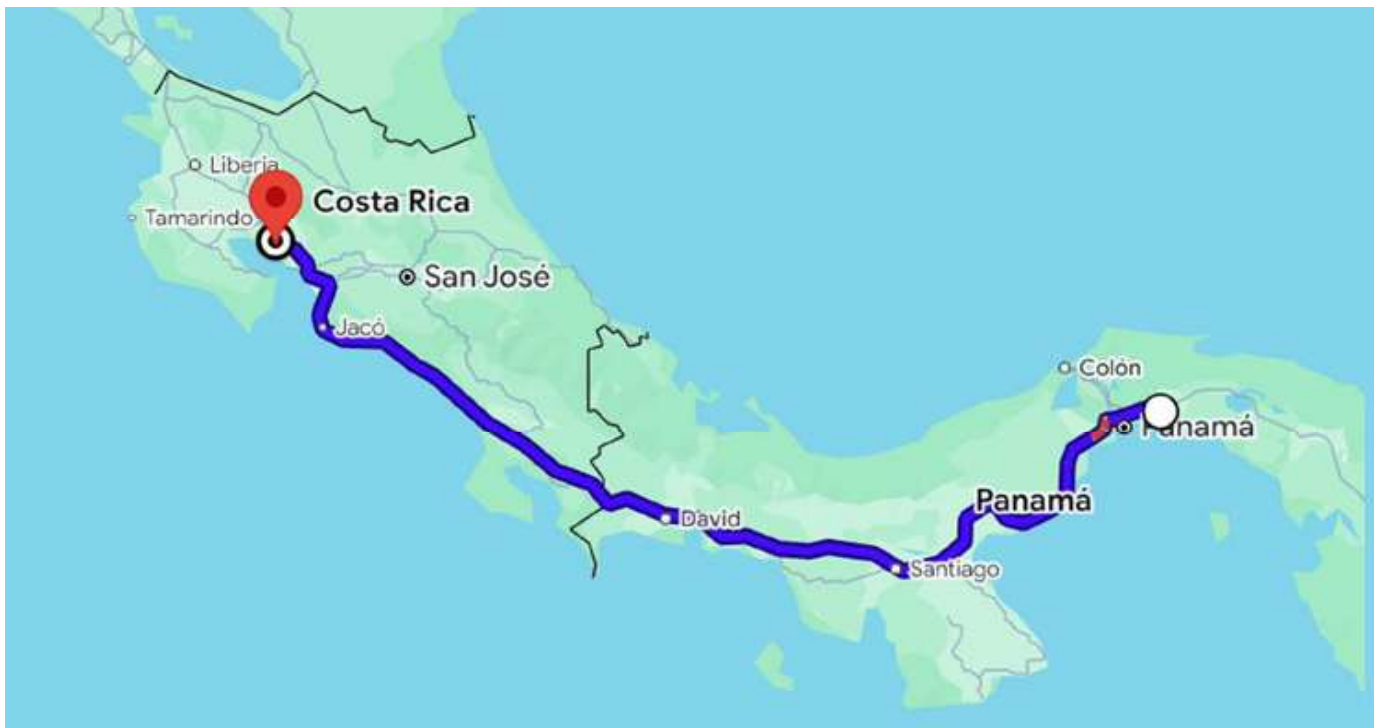 Liberia
Costa Rica
Tamarindo
San José
Jacó
Colón
Panamá
Panamá
David
Santiago